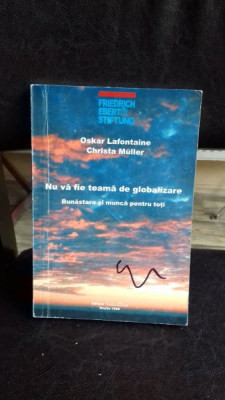 FRIEDRICH
EBERT
STIFTUNG
Oskar Lafontaine
Christa Müller
Nu vă fie teamă de globalizare
Bunăstare şi muncă pentru toţi